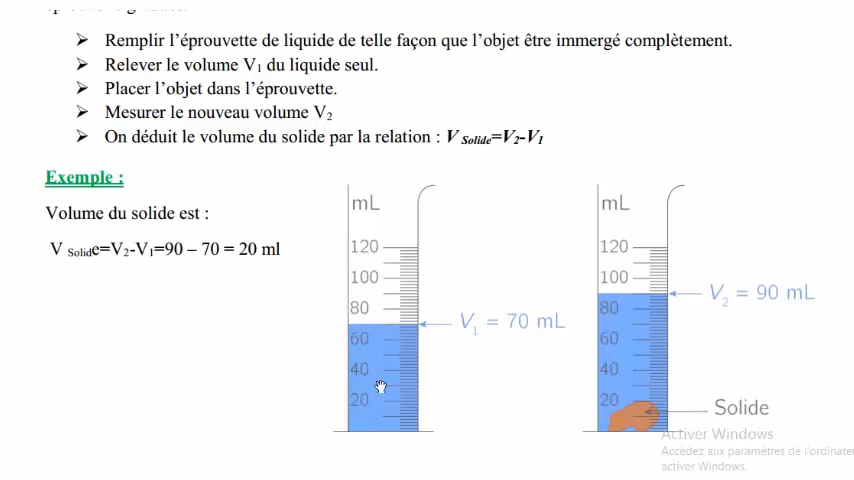 ➢ Remplir l'éprouvette de liquide de telle façon que l'objet être immergé complètement.
➢ Relever le volume V₁ du liquide seul.
➢ Placer l'objet dans l'éprouvette.
➢ Mesurer le nouveau volume V₂
➢ On déduit le volume du solide par la relation : V Solide=V₂-V₁
Exemple :
Volume du solide est :
V Solide=V₂-V₁=90 – 70 = 20 ml
mL
120
100
80
60
40
20
V₁ = 70 mL
mL
120
100
80
60
40
20
V₂ = 90 mL
Solide
Activer Windows
Accédez aux paramètres de l'ordinate
activer Windows.